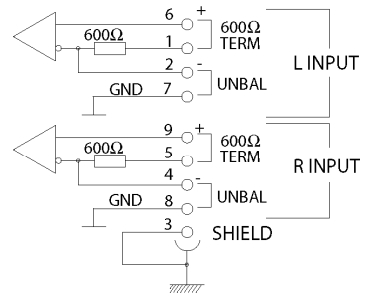 6 +
600Ω 1 600Ω
TERM
2 -
GND 7 UNBAL
L INPUT
9 +
600Ω 5 600Ω
TERM
4 -
GND 8 UNBAL
R INPUT
3 SHIELD